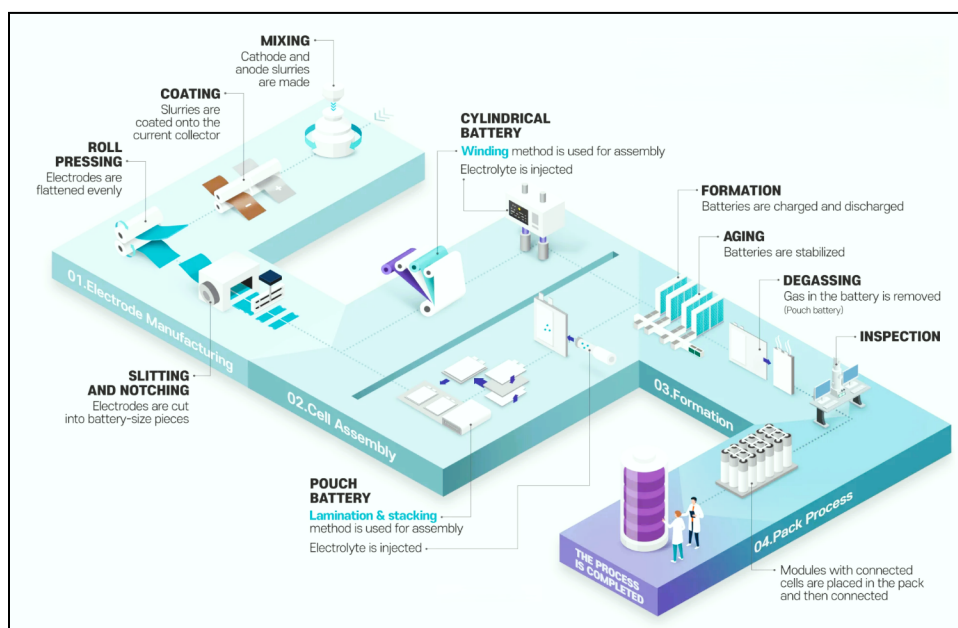 MIXING
Cathode and
anode slurries
are made
COATING
Slurries are
coated onto the
current collector
ROLL
PRESSING
Electrodes are
flattened evenly
SLITTING
AND NOTCHING
Electrodes are cut
into battery-size pieces
01.Electrode Manufacturing
CYLINDRICAL
BATTERY
Winding method is used for assembly
Electrolyte is injected
POUCH
BATTERY
Lamination & stacking
method is used for assembly
Electrolyte is injected
02.Cell Assembly
FORMATION
Batteries are charged and discharged
AGING
Batteries are stabilized
DEGASSING
Gas in the battery is removed
(Pouch battery)
INSPECTION
03.Formation
04.Pack Process
Modules with connected
cells are placed in the pack
and then connected
THE PROCESS
IS COMPLETED